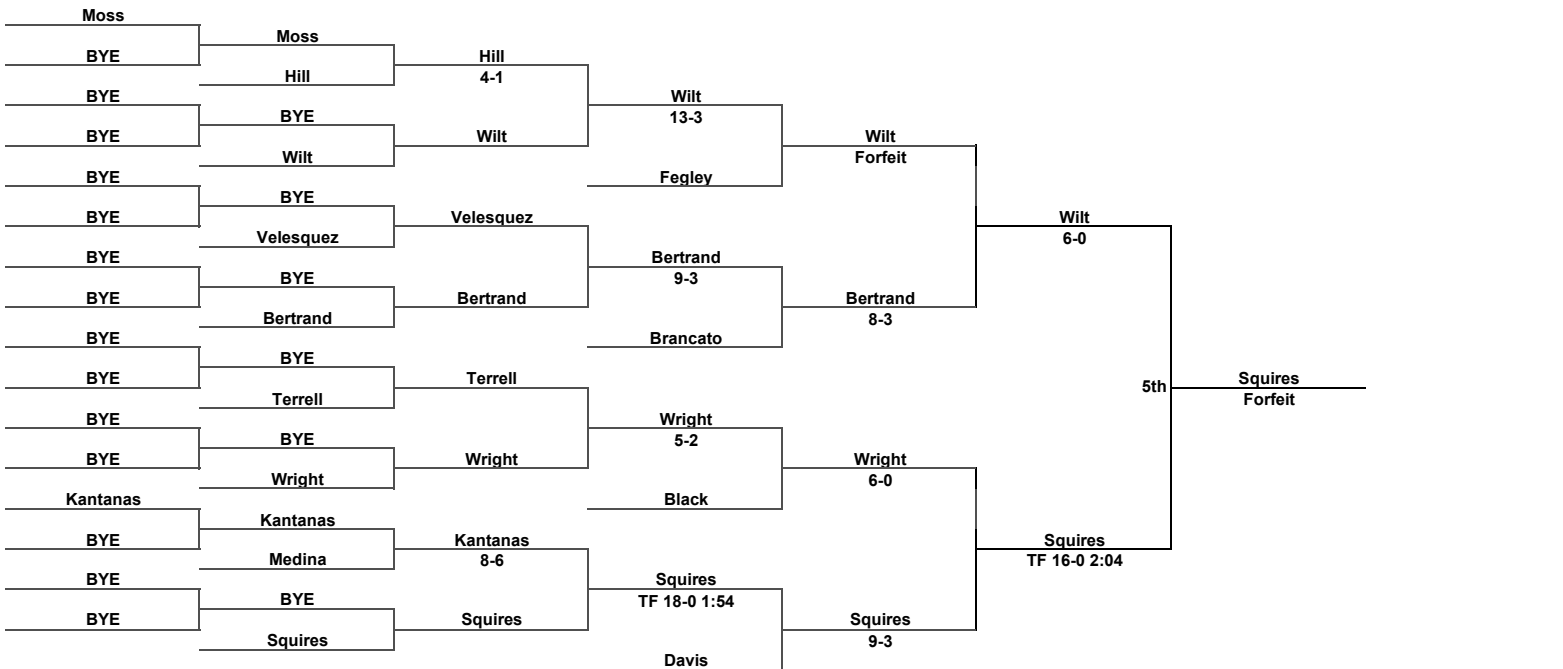 Moss
BYE
BYE
BYE
BYE
BYE
BYE
BYE
BYE
BYE
BYE
BYE
Kantanas
BYE
BYE
BYE
Moss
Hill
BYE
Wilt
BYE
Velesquez
BYE
Bertrand
BYE
Terrell
BYE
Wright
Kantanas
Medina
BYE
Squires
Hill
4-1
Wilt
Velesquez
Bertrand
Terrell
Wright
Kantanas
8-6
Squires
Wilt
13-3
Fegley
Bertrand
9-3
Brancato
Wright
5-2
Black
Squires
TF 18-0 1:54
Davis
Wilt
Forfeit
Bertrand
8-3
Wright
6-0
Squires
9-3
Wilt
6-0
Squires
TF 16-0 2:04
5th
Squires
Forfeit